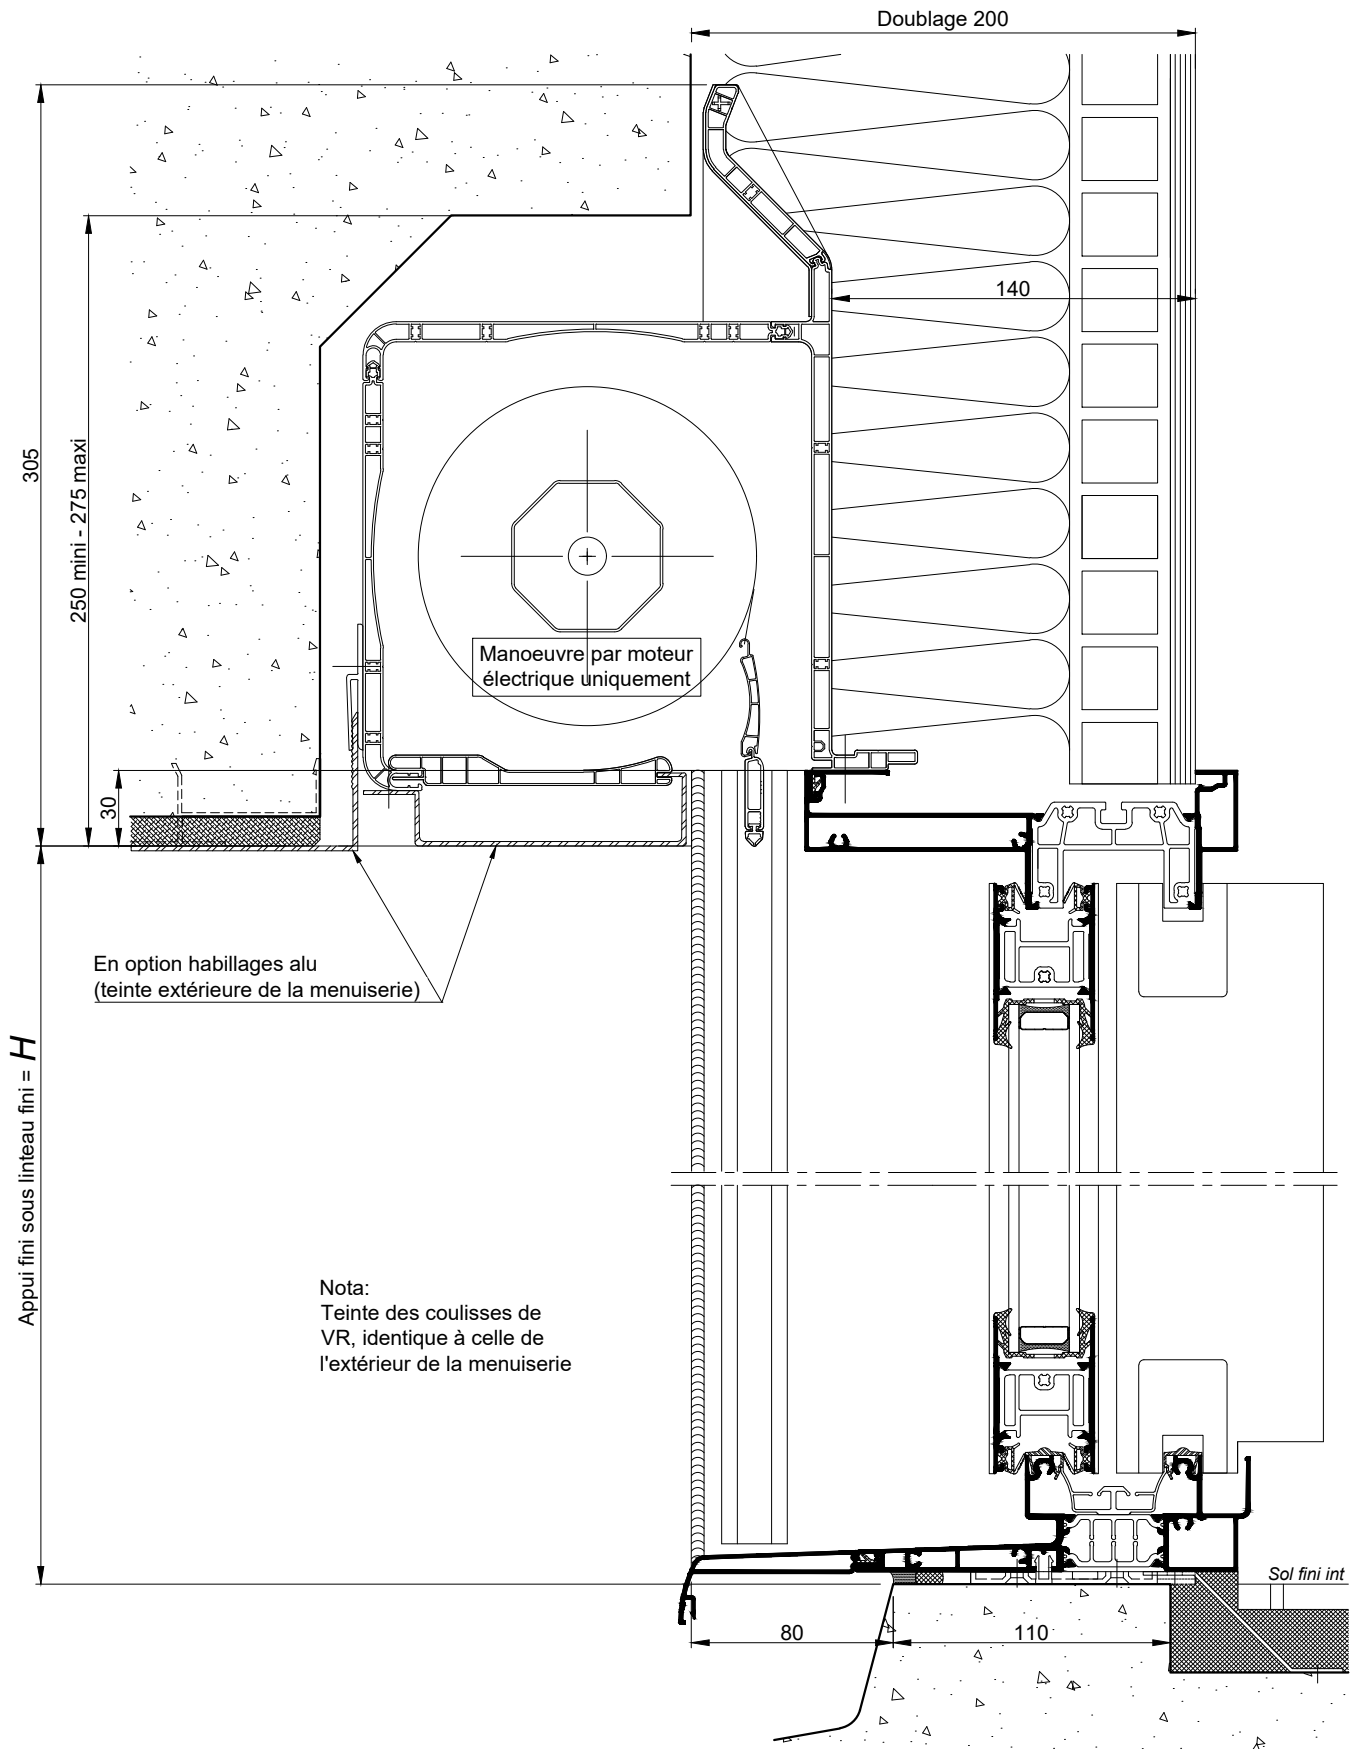 Doublage 200
140
305
250 mini - 275 maxi
Manoeuvre par moteur
électrique uniquement
30
En option habillages alu
(teinte extérieure de la menuiserie)
Appui fini sous linteau fini = H
Nota:
Teinte des coulisses de
VR, identique à celle de
l'extérieur de la menuiserie
Sol fini int
80
110